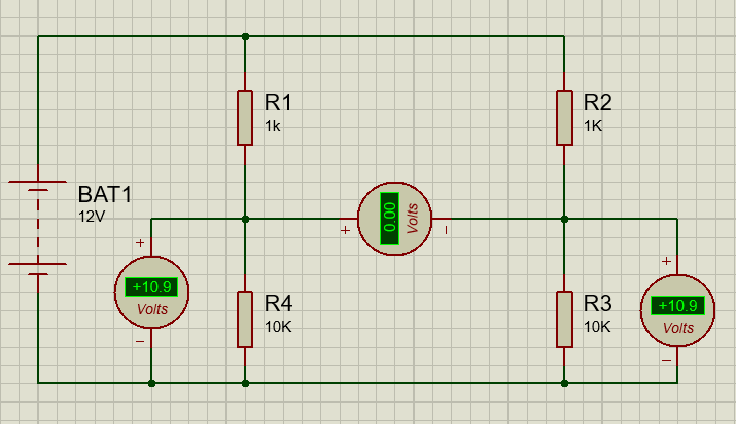 R1
1k
R2
1K
BAT1
12V
0.00
Volts
+
-
+
+10.9
Volts
-
R4
10K
R3
10K
+
+10.9
Volts
-